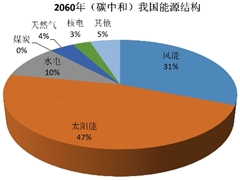 2060年（碳中和）我国能源结构
天然气
4%
核电
3%
其他
5%
煤炭
0%
水电
10%
风能
31%
太阳能
47%